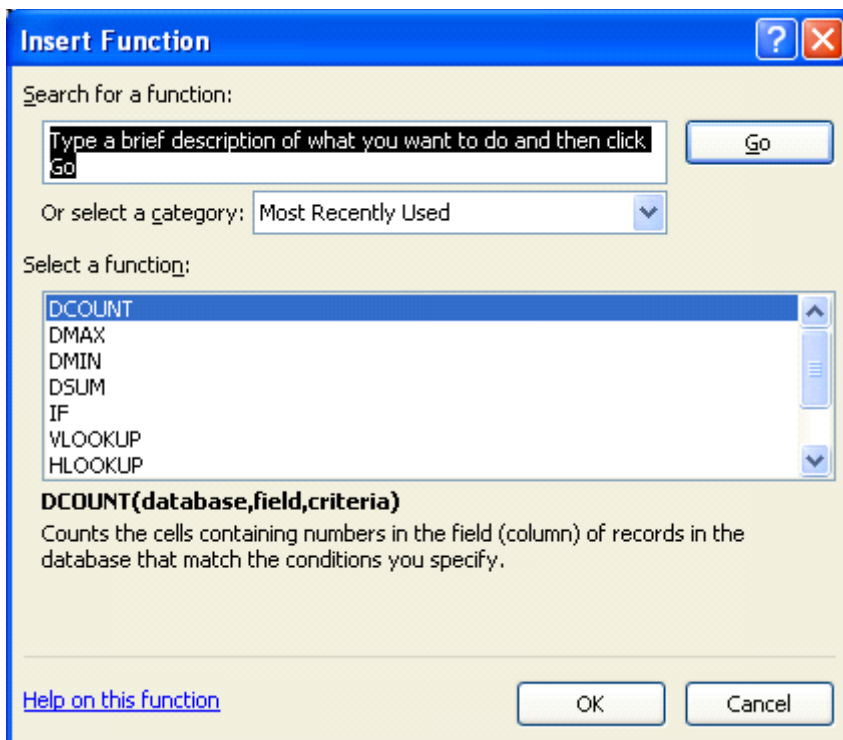 Insert Function
Search for a function:
Type a brief description of what you want to do and then click
Go
Go
Or select a category: Most Recently Used
Select a function:
DCOUNT
DMAX
DMIN
DSUM
IF
VLOOKUP
HLOOKUP
DCOUNT(database,field,criteria)
Counts the cells containing numbers in the field (column) of records in the
database that match the conditions you specify.
Help on this function
OK
Cancel